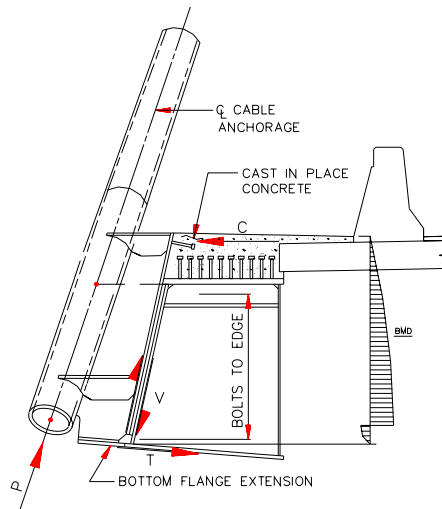 ℄ CABLE
ANCHORAGE
CAST IN PLACE
CONCRETE
C
BOLTS TO EDGE
BMD
V
T
BOTTOM FLANGE EXTENSION
P